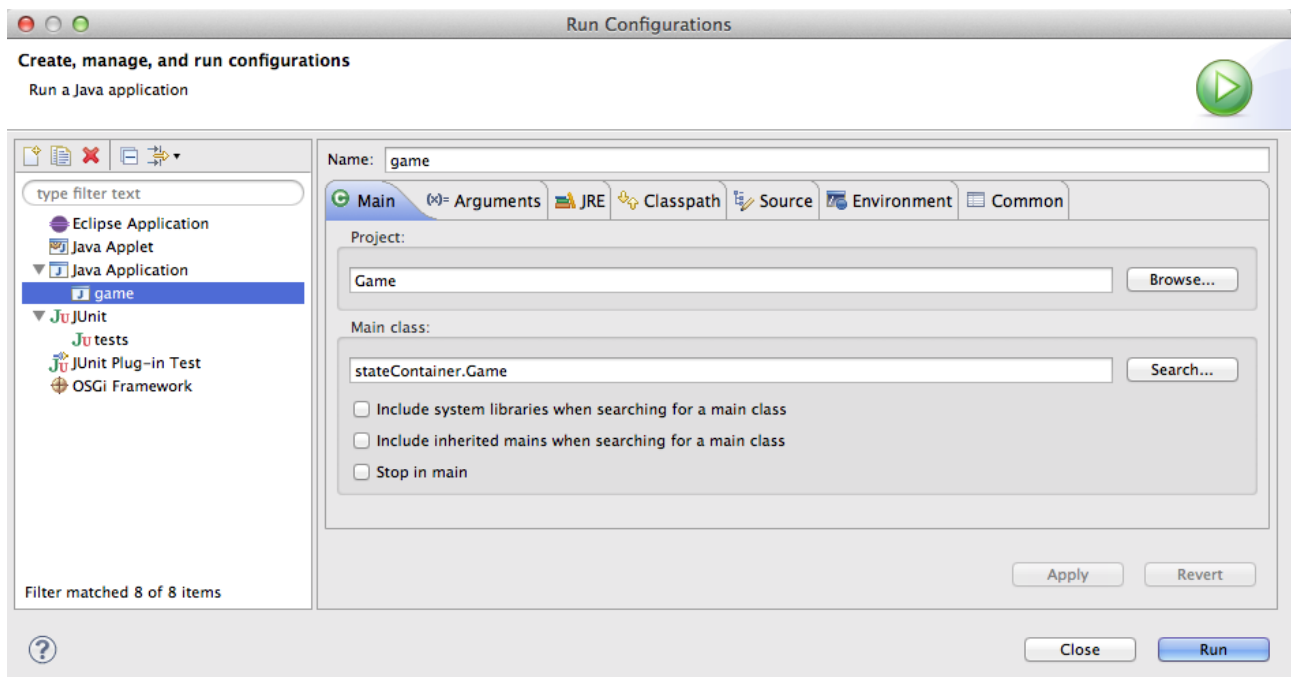 Run Configurations
Create, manage, and run configurations
Run a Java application
type filter text
Eclipse Application
Java Applet
Java Application
game
JUnit
tests
JUnit Plug-in Test
OSGi Framework
Filter matched 8 of 8 items
Name: game
Main (x)= Arguments JRE Classpath Source Environment Common
Project:
Game Browse...
Main class:
stateContainer.Game Search...
Include system libraries when searching for a main class
Include inherited mains when searching for a main class
Stop in main
Apply Revert
? Close Run